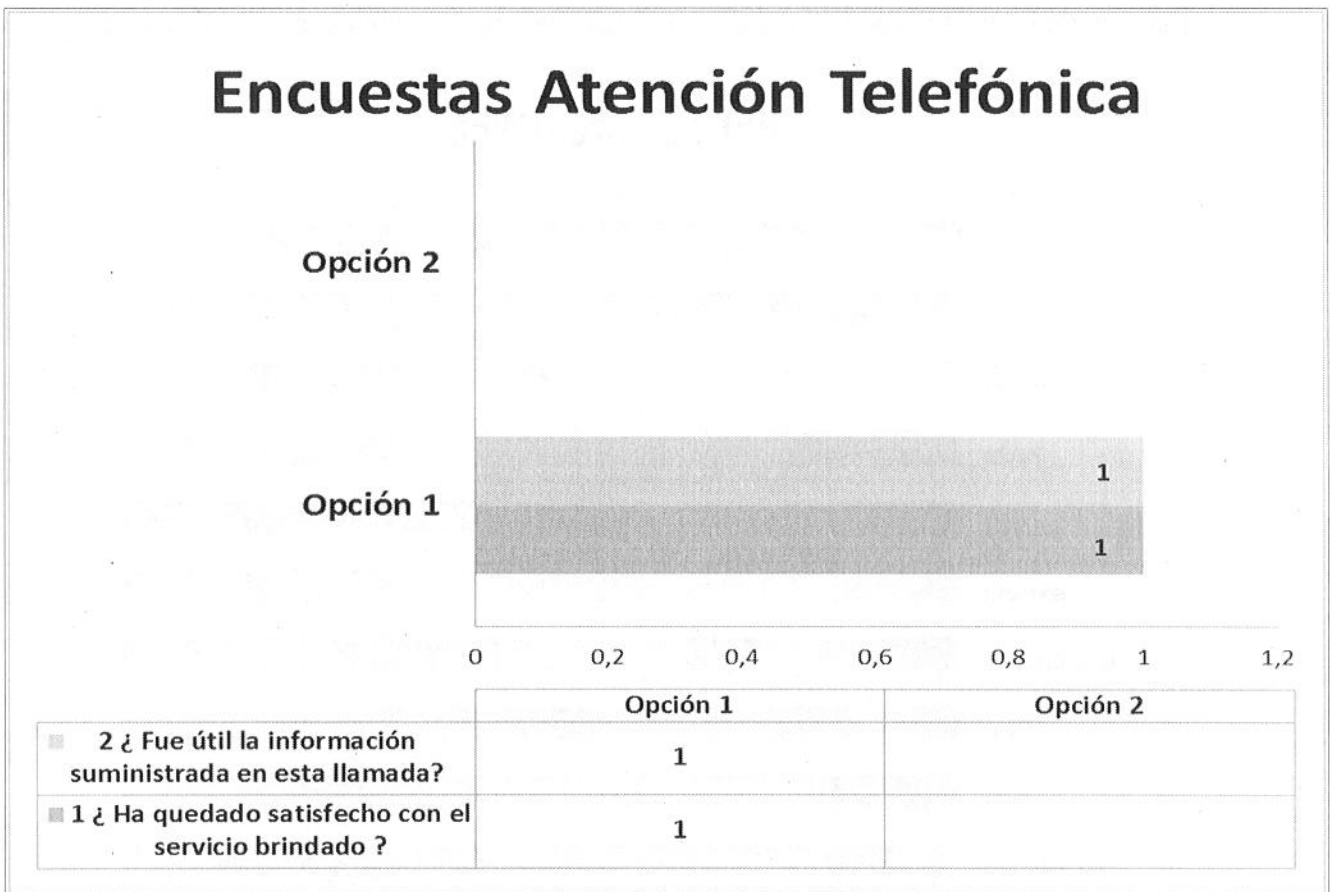 Encuestas Atención Telefónica
Opción 2
Opción 1
1
1
0 0,2 0,4 0,6 0,8 1 1,2
Opción 1 Opción 2
2 ¿ Fue útil la información
suministrada en esta llamada?
1
1 ¿ Ha quedado satisfecho con el
servicio brindado ?
1